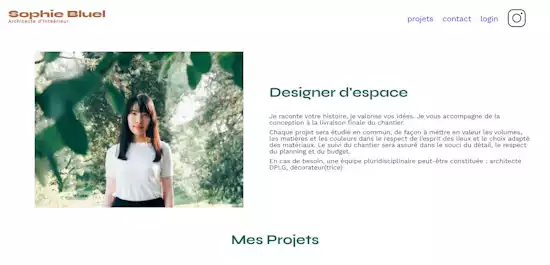 Sophie Bluel
Architecte d'intérieur
projets
contact
login
Designer d'espace
Je raconte votre histoire, je valorise vos idées. Je vous accompagne de la
conception à la livraison finale du chantier
Chaque projet sera étudié en commun, de façon à mettre en valeur les volumes,
les matières et les couleurs dans le respect de l'esprit des lieux et le choix adapté
des matériaux. Le suivi du chantier sera assuré dans le souci du détail, le respect
du planning et du budget.
En cas de besoin, une équipe pluridisciplinaire peut-être constituée : architecte
DPLG, décorateur(trice)
Mes Projets